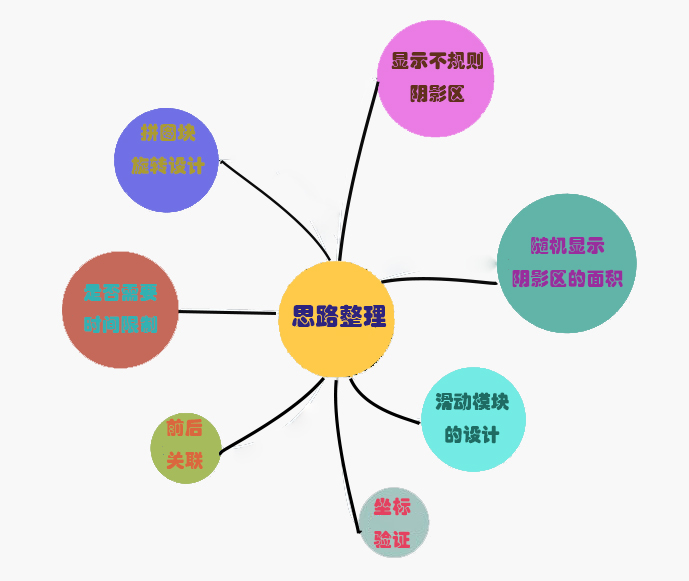 显示不规则
阴影区
拼图块
旋转设计
随机显示
阴影区的面积
是否需要
时间限制
思路整理
滑动模块
的设计
前后
关联
坐标
验证